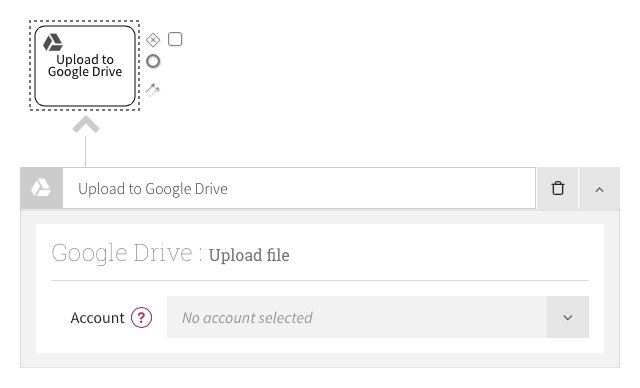 Upload to
Google Drive
Upload to Google Drive
Google Drive : Upload file
Account ? No account selected